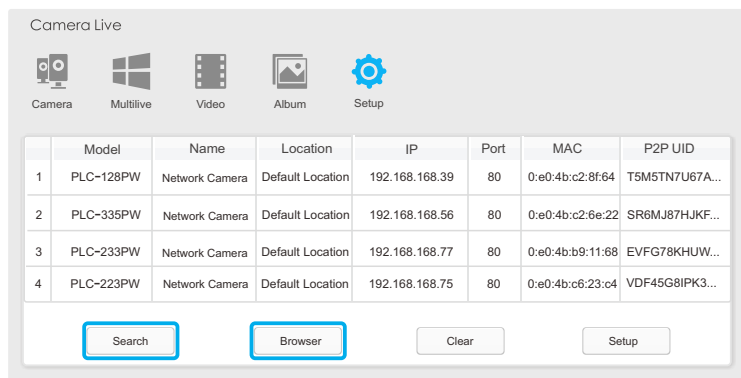 Camera Live
Camera Multilive Video Album Setup
Model Name Location IP Port MAC P2P UID
1 PLC-128PW Network Camera Default Location 192.168.168.39 80 0:e0:4b:c2:8f:64 T5M5TN7U67A...
2 PLC-335PW Network Camera Default Location 192.168.168.56 80 0:e0:4b:c2:6e:22 SR6MJ87HJKF...
3 PLC-233PW Network Camera Default Location 192.168.168.77 80 0:e0:4b:b9:11:68 EVFG78KHUW...
4 PLC-223PW Network Camera Default Location 192.168.168.75 80 0:e0:4b:c6:23:c4 VDF45G8IPK3...
Search Browser Clear Setup